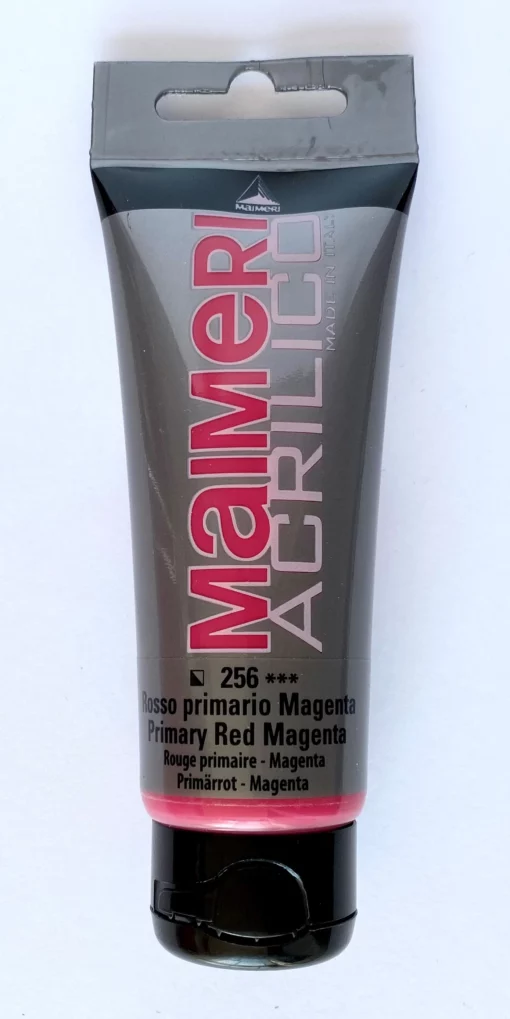 MaIMeRI
MaIMeRI
ACRILICO
MADE IN ITALY
256 ***
Rosso primario Magenta
Primary Red Magenta
Rouge primaire - Magenta
Primärrot - Magenta